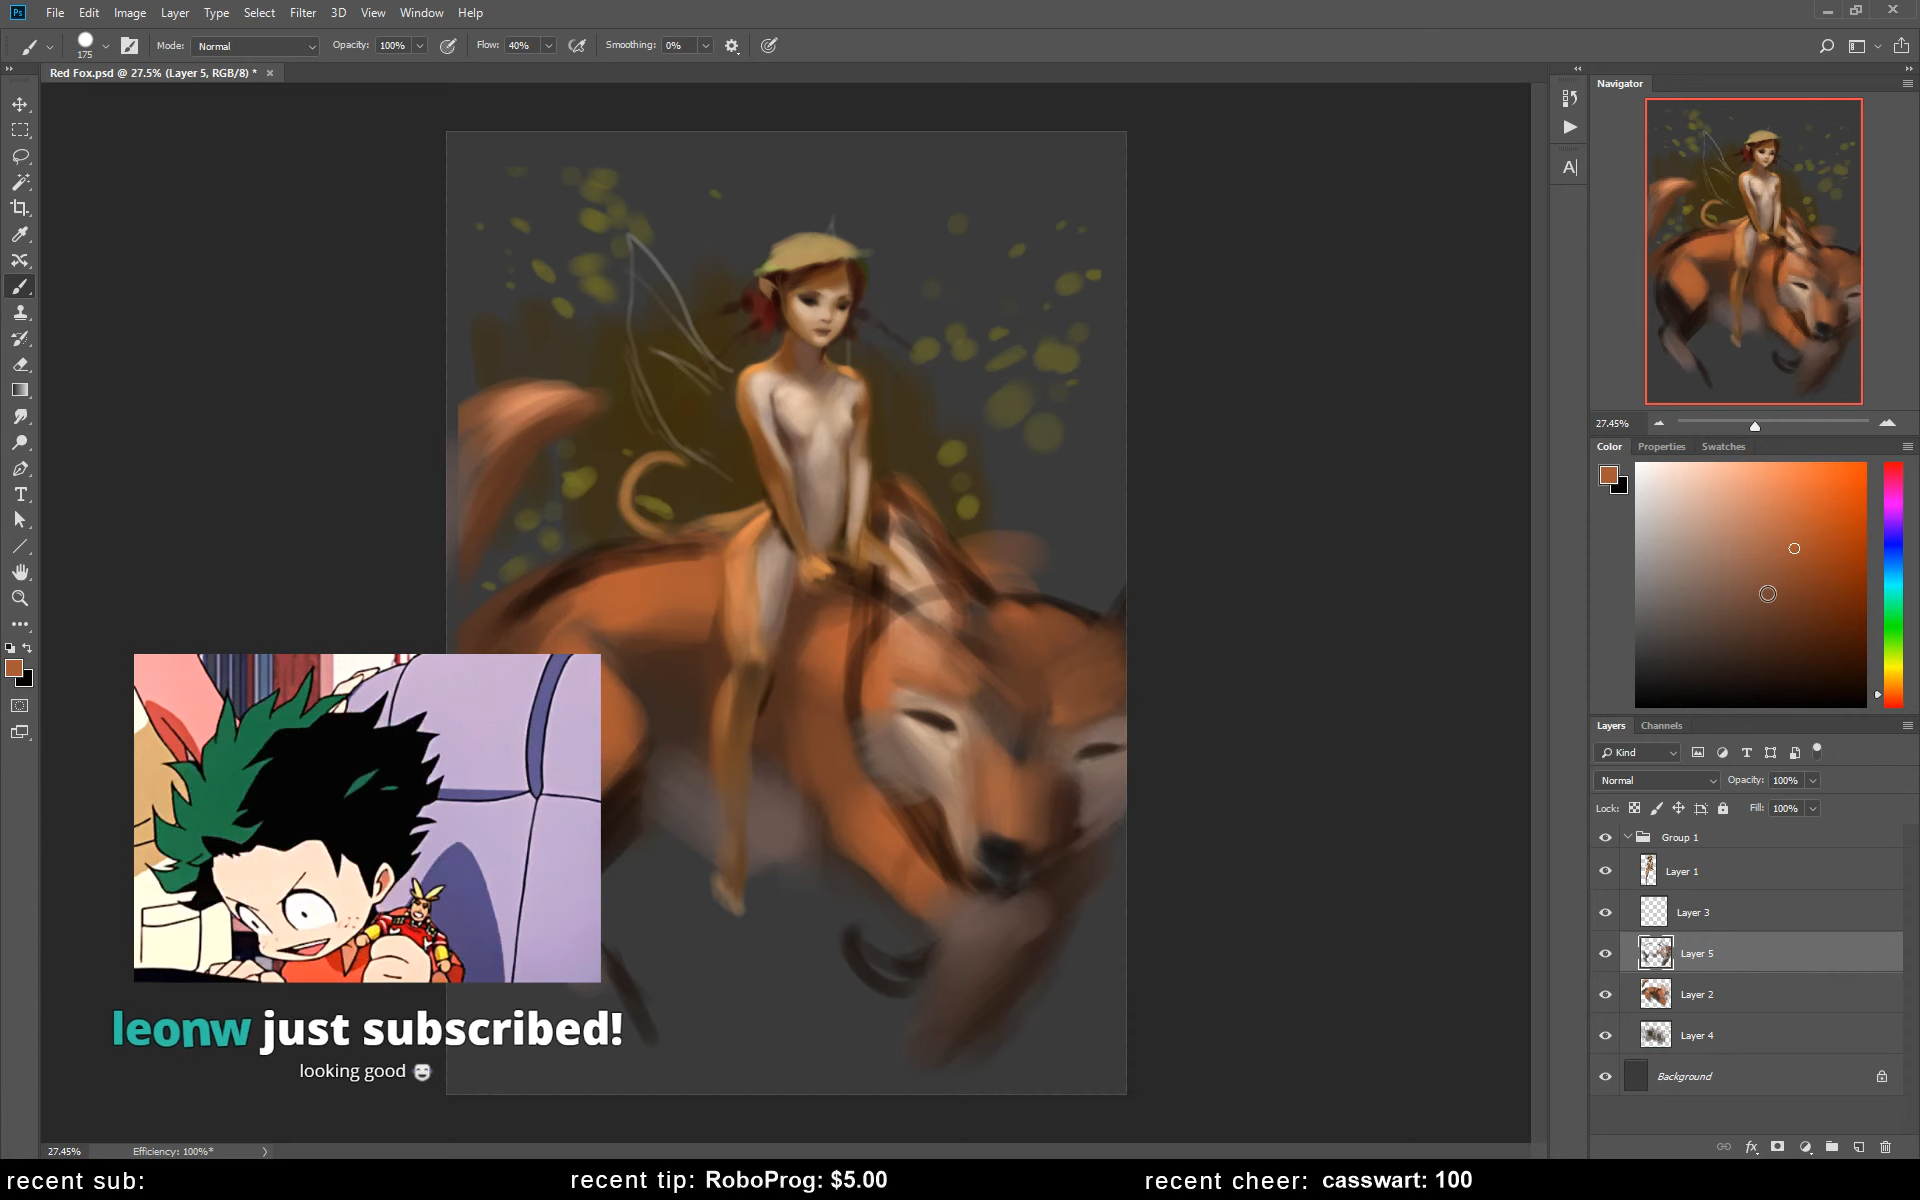 Ps File Edit Image Layer Type Select Filter 3D View Window Help
175 Mode: Normal Opacity: 100% Flow: 40% Smoothing: 0%
Red Fox.psd @ 27.5% (Layer 5, RGB/8) *
Navigator
27.45%
Color Properties Swatches
Layers Channels
Kind
Normal Opacity: 100%
Lock: Fill: 100%
Group 1
Layer 1
Layer 3
Layer 5
Layer 2
Layer 4
Background
leonw just subscribed!
looking good
27.45% Efficiency: 100%*
recent sub: recent tip: RoboProg: $5.00 recent cheer: casswart: 100